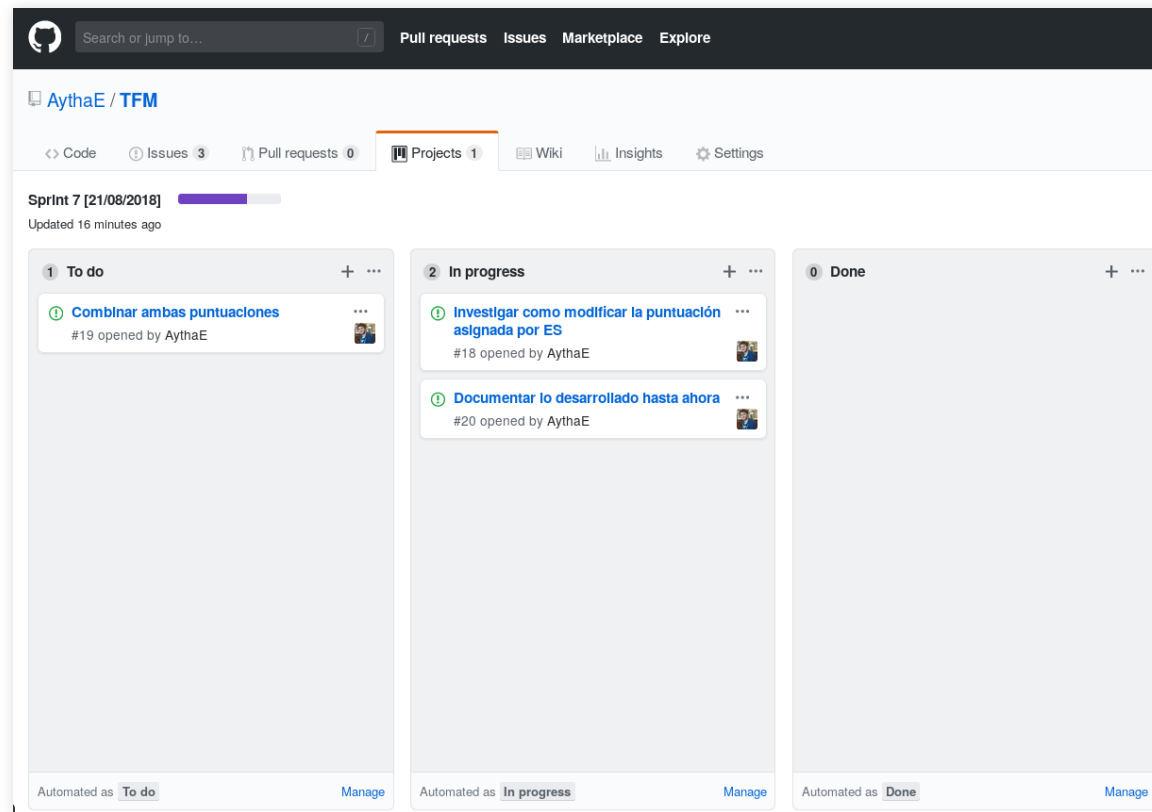 Search or jump to… / Pull requests Issues Marketplace Explore
AythaE / TFM
Code Issues 3 Pull requests 0 Projects 1 Wiki Insights Settings
Sprint 7 [21/08/2018]
Updated 16 minutes ago
1 To do
Combinar ambas puntuaciones
#19 opened by AythaE
Automated as To do Manage
2 In progress
Investigar como modificar la puntuación
asignada por ES
#18 opened by AythaE
Documentar lo desarrollado hasta ahora
#20 opened by AythaE
Automated as In progress Manage
0 Done
Automated as Done Manage